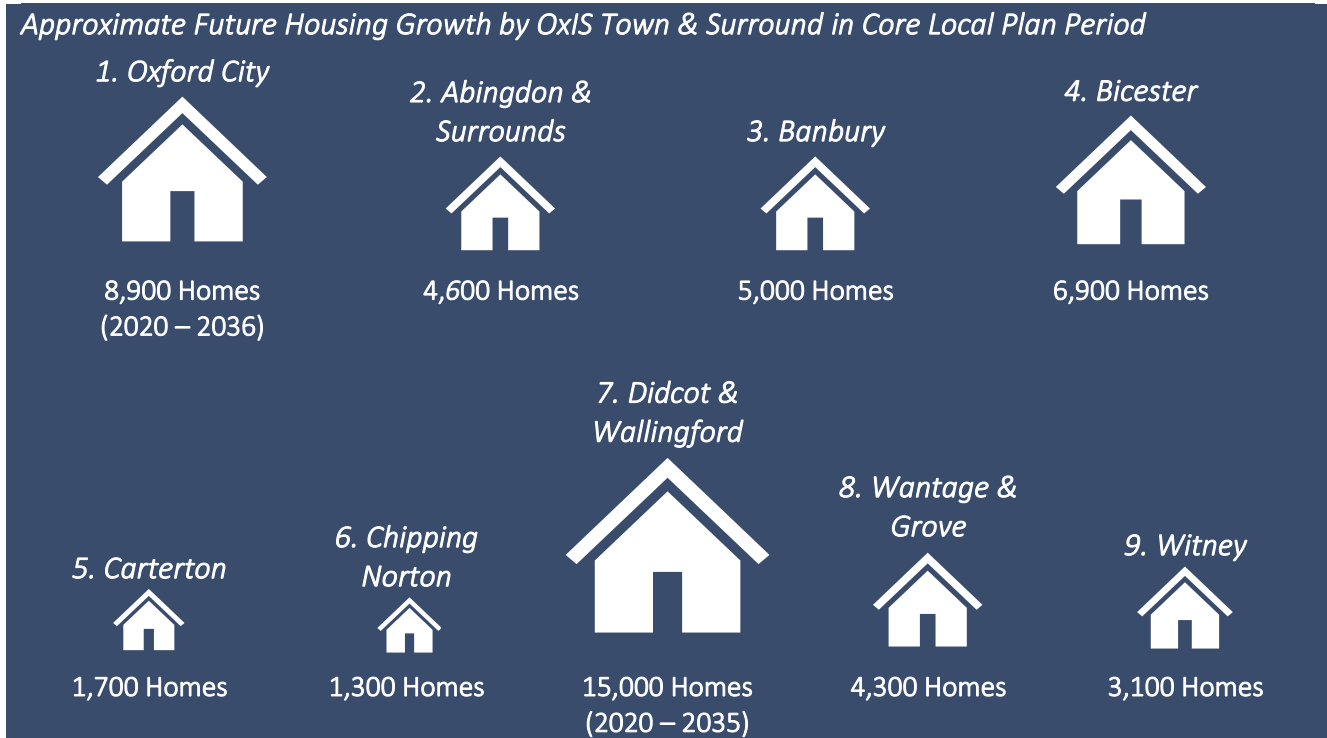 Approximate Future Housing Growth by OxIS Town & Surround in Core Local Plan Period
1. Oxford City
8,900 Homes
(2020 – 2036)
2. Abingdon &
Surrounds
4,600 Homes
3. Banbury
5,000 Homes
4. Bicester
6,900 Homes
5. Carterton
1,700 Homes
6. Chipping
Norton
1,300 Homes
7. Didcot &
Wallingford
15,000 Homes
(2020 – 2035)
8. Wantage &
Grove
4,300 Homes
9. Witney
3,100 Homes